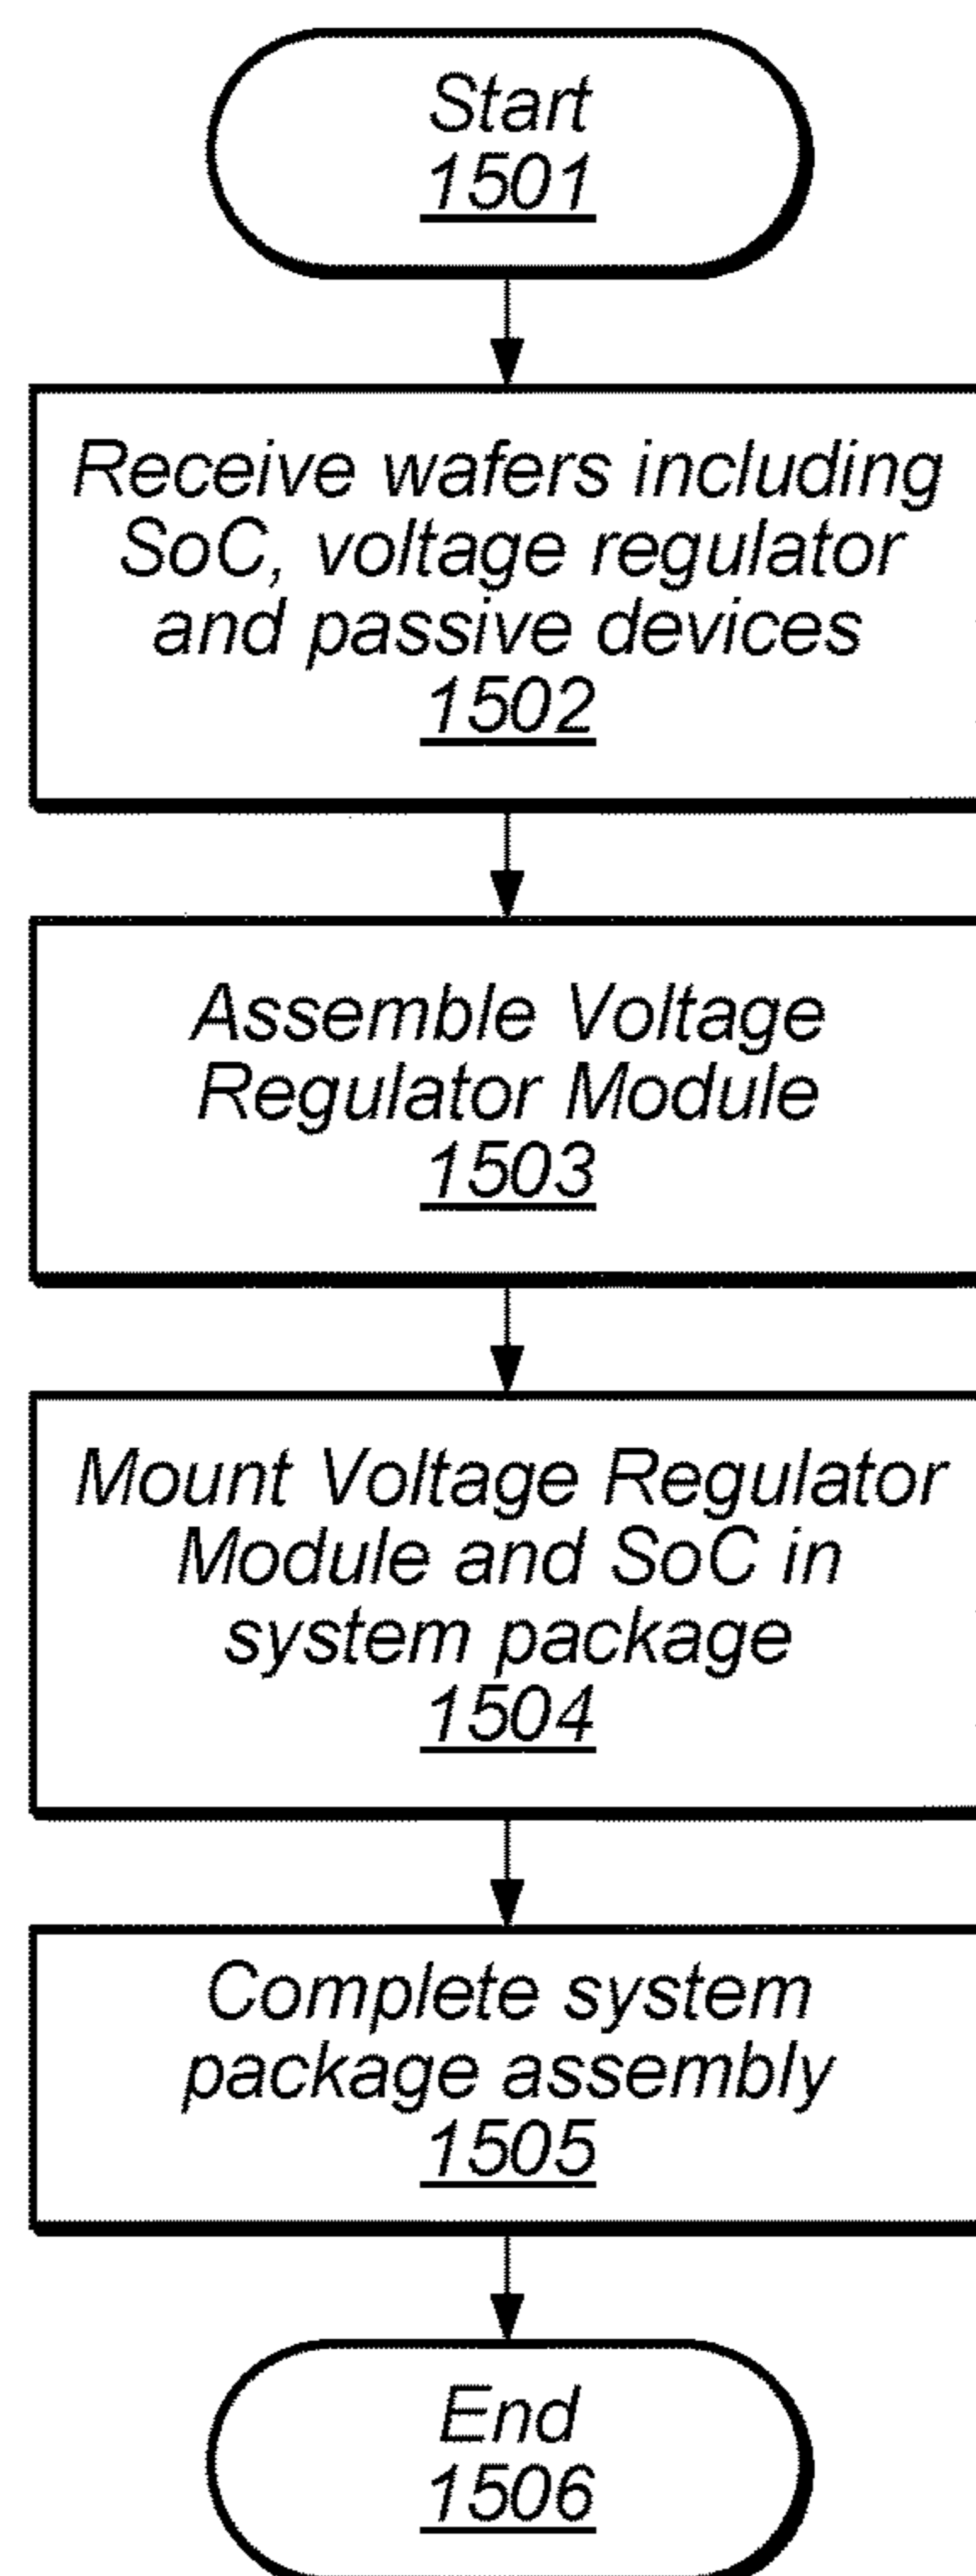 Start
1501
Receive wafers including
SoC, voltage regulator
and passive devices
1502
Assemble Voltage
Regulator Module
1503
Mount Voltage Regulator
Module and SoC in
system package
1504
Complete system
package assembly
1505
End
1506